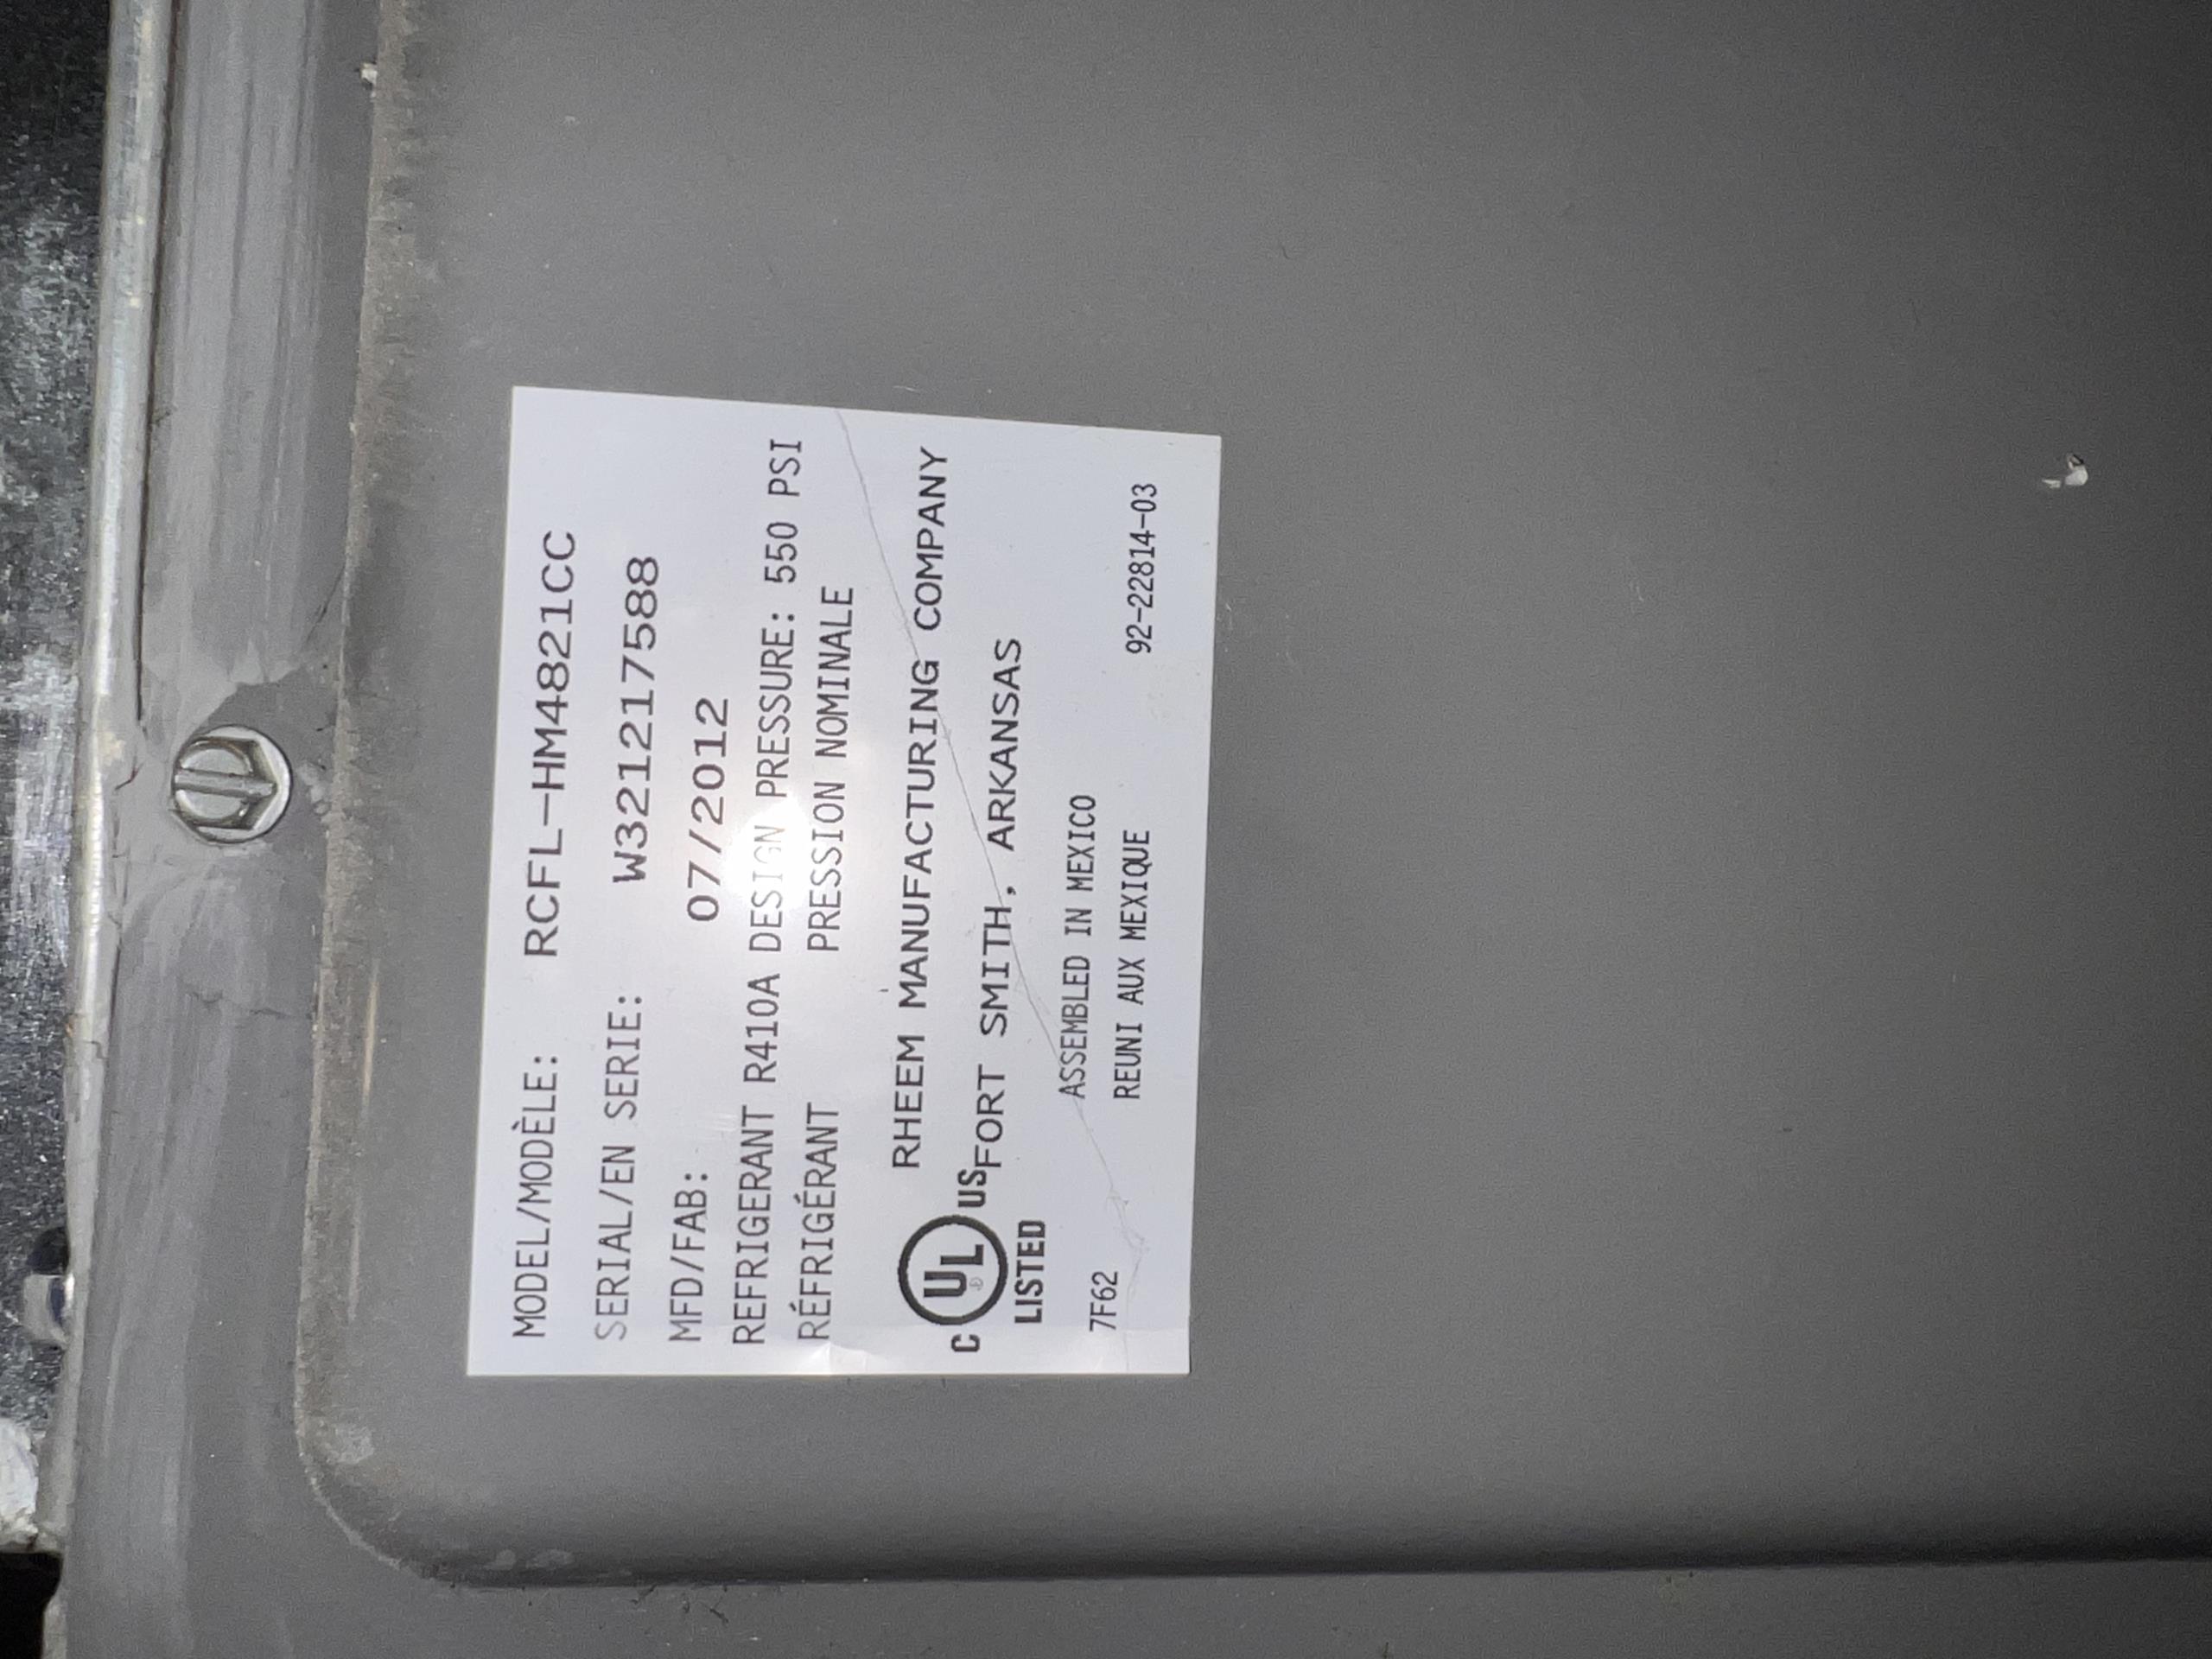 MODEL/MODÈLE: RCFL-HM4821CC
SERIAL/EN SERIE: W321217588
MFD/FAB: 07/2012
REFRIGERANT R410A DESIGN PRESSURE: 550 PSI
RÉFRIGÉRANT PRESSION NOMINALE
RHEEM MANUFACTURING COMPANY
C UL® US FORT SMITH, ARKANSAS
LISTED
ASSEMBLED IN MEXICO
7F62 REUNI AUX MEXIQUE 92-22814-03